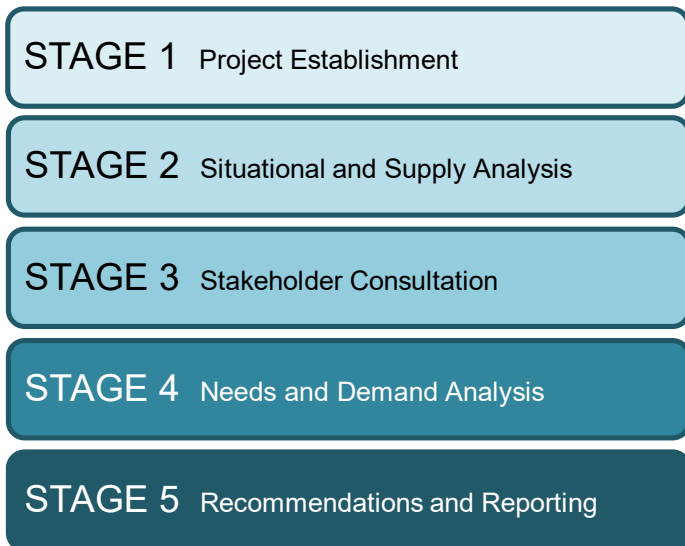 STAGE 1 Project Establishment
STAGE 2 Situational and Supply Analysis
STAGE 3 Stakeholder Consultation
STAGE 4 Needs and Demand Analysis
STAGE 5 Recommendations and Reporting